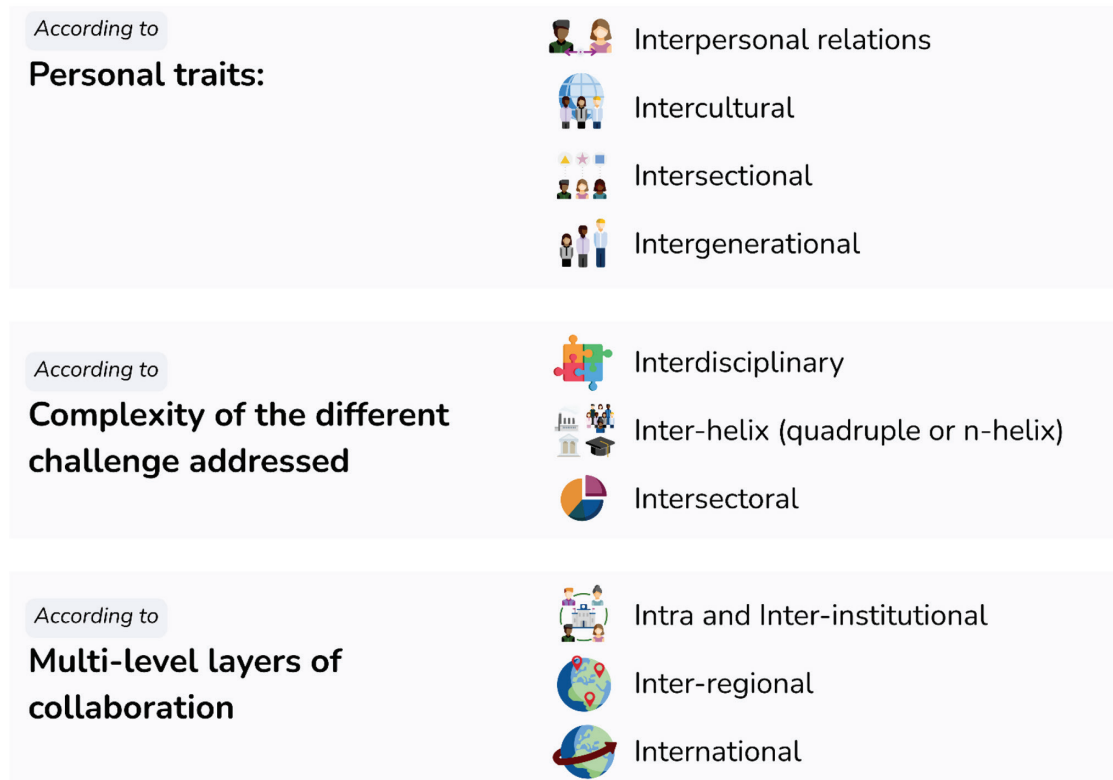 According to
Personal traits:
Interpersonal relations
Intercultural
Intersectional
Intergenerational
According to
Complexity of the different
challenge addressed
Interdisciplinary
Inter-helix (quadruple or n-helix)
Intersectoral
According to
Multi-level layers of
collaboration
Intra and Inter-institutional
Inter-regional
International